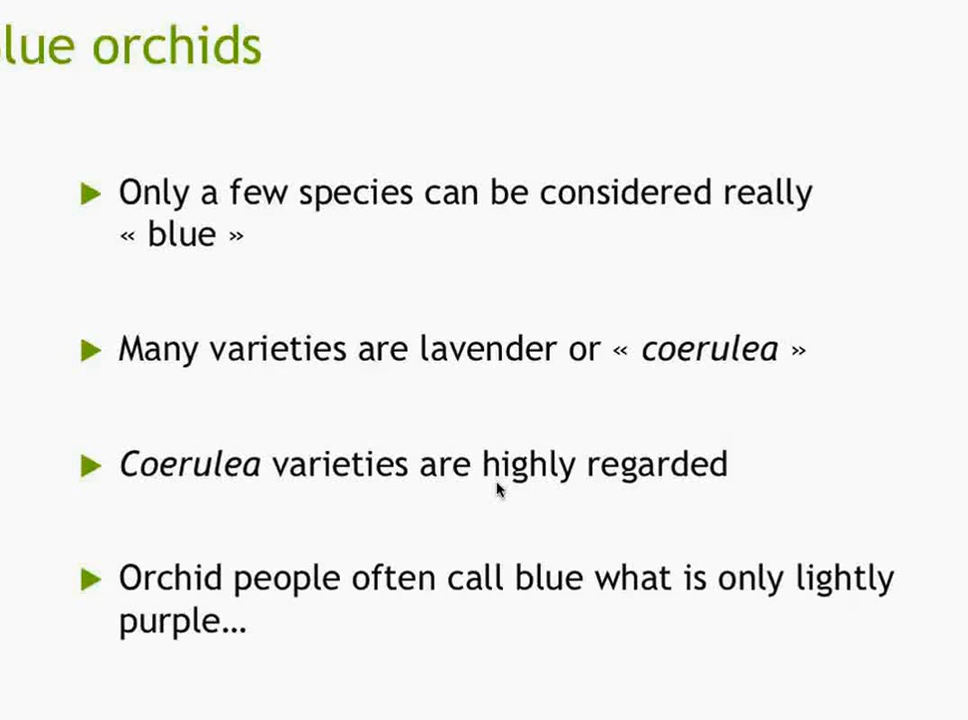 lue orchids
Only a few species can be considered really
« blue »
Many varieties are lavender or « coerulea »
Coerulea varieties are highly regarded
Orchid people often call blue what is only lightly
purple…